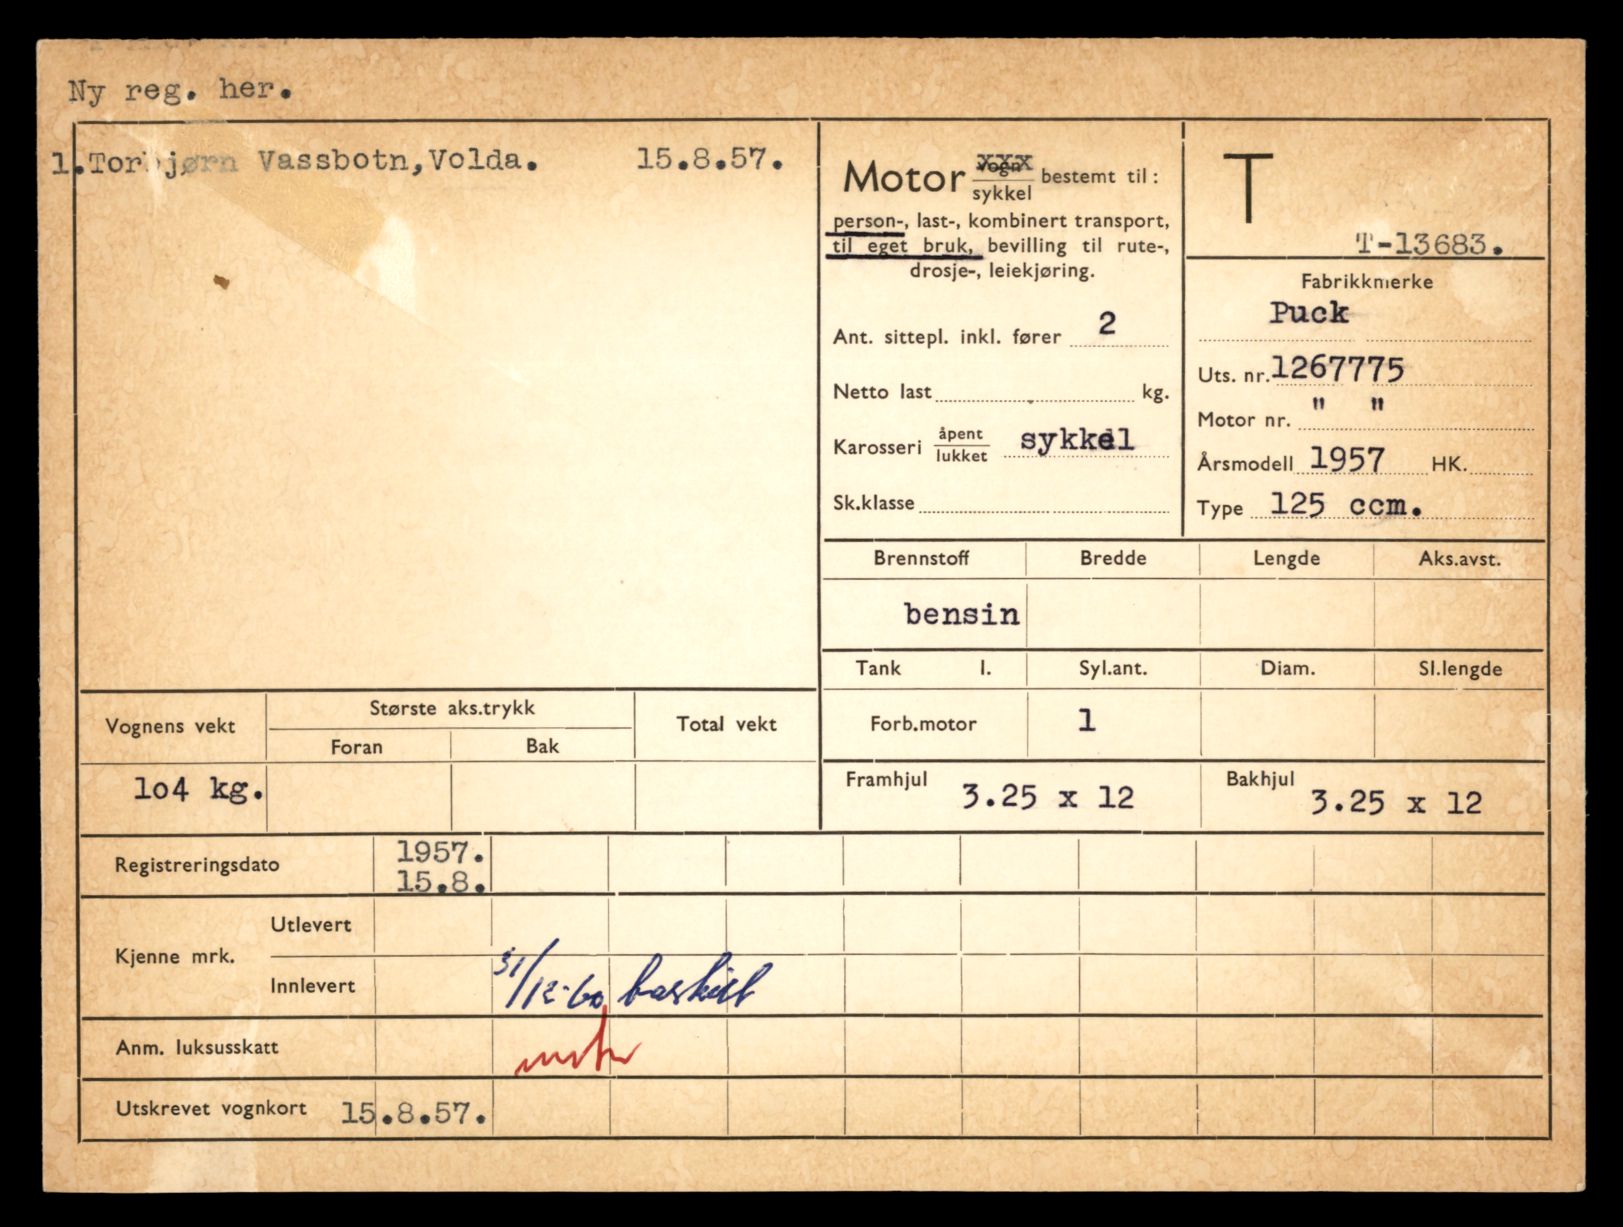 Ny reg. her.
1. Torbjørn Vassbotn, Volda. 15.8.57.
Motor vogn xxx / sykkel bestemt til:
person-, last-, kombinert transport,
til eget bruk, bevilling til rute-,
drosje-, leiekjøring.
Ant. sittepl. inkl. fører 2
Netto last kg.
Karosseri åpent / lukket sykkel
Sk.klasse
T
T-13683.
Fabrikkmerke
Puck
Uts. nr. 1267775
Motor nr. " "
Årsmodell 1957 HK.
Type 125 ccm.
Brennstoff Bredde Lengde Aks.avst.
bensin
Tank l. Syl.ant. Diam. Sl.lengde
Forb.motor 1
Framhjul 3.25 x 12 Bakhjul 3.25 x 12
Vognens vekt Største aks.trykk Total vekt
Foran Bak
1o4 kg.
Registreringsdato 1957.
15.8.
Kjenne mrk. Utlevert
Innlevert 31/12-60
Anm. luksusskatt
Utskrevet vognkort 15.8.57.